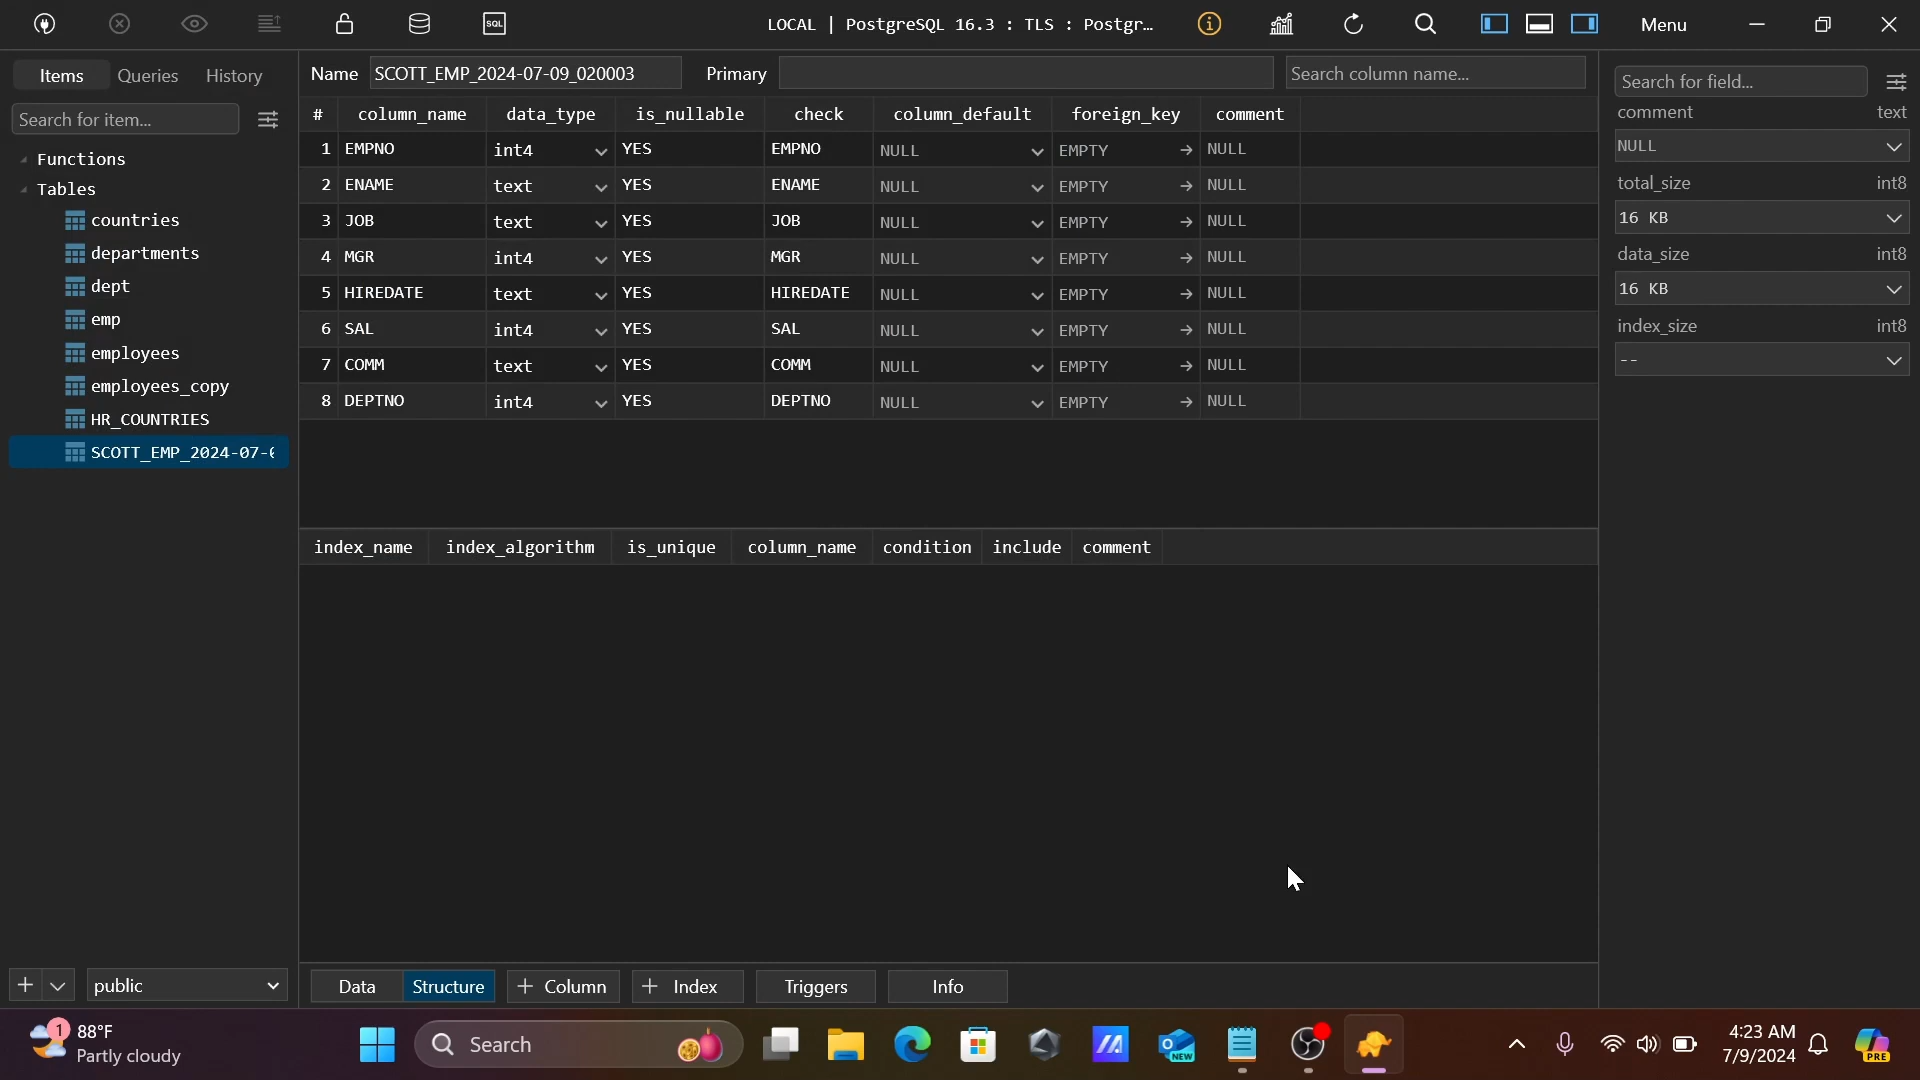 SQL
LOCAL | PostgreSQL 16.3 : TLS : Postgr...
Menu
Items Queries History
Search for item...
Functions
Tables
countries
departments
dept
emp
employees
employees_copy
HR_COUNTRIES
SCOTT_EMP_2024-07-
public
Name SCOTT_EMP_2024-07-09_020003 Primary Search column name...
# column_name data_type is_nullable check column_default foreign_key comment
1 EMPNO int4 YES EMPNO NULL EMPTY NULL
2 ENAME text YES ENAME NULL EMPTY NULL
3 JOB text YES JOB NULL EMPTY NULL
4 MGR int4 YES MGR NULL EMPTY NULL
5 HIREDATE text YES HIREDATE NULL EMPTY NULL
6 SAL int4 YES SAL NULL EMPTY NULL
7 COMM text YES COMM NULL EMPTY NULL
8 DEPTNO int4 YES DEPTNO NULL EMPTY NULL
index_name index_algorithm is_unique column_name condition include comment
Data Structure + Column + Index Triggers Info
Search for field...
comment text
NULL
total_size int8
16 KB
data_size int8
16 KB
index_size int8
--
1 88°F
Partly cloudy
Search
NEW
4:23 AM
7/9/2024
PRE